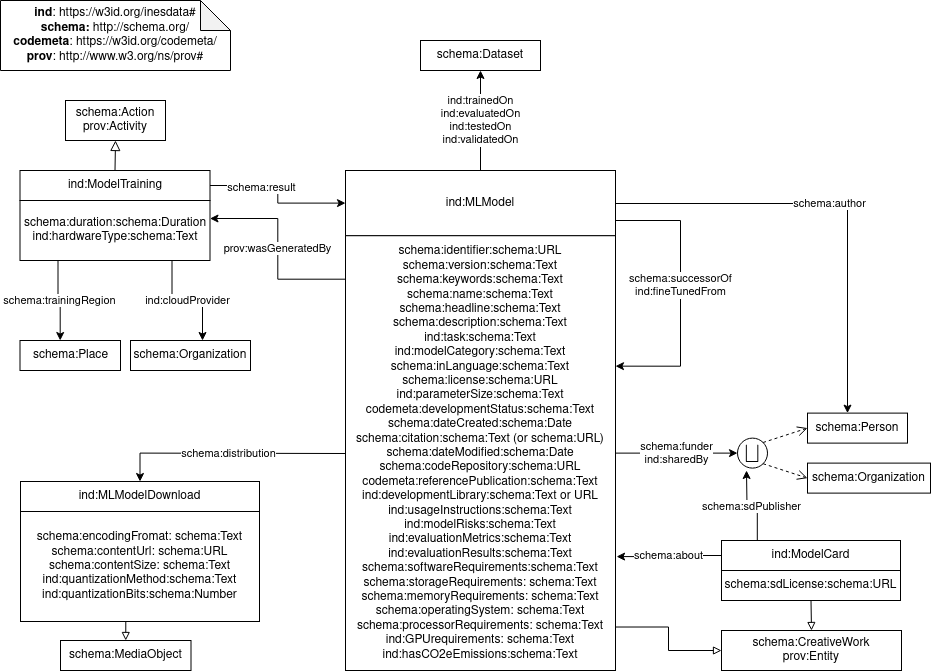 ind: https://w3id.org/inesdata#
schema: http://schema.org/
codemeta: https://w3id.org/codemeta/
prov: http://www.w3.org/ns/prov#
schema:Dataset
ind:trainedOn
ind:evaluatedOn
ind:testedOn
ind:validatedOn
schema:Action
prov:Activity
ind:ModelTraining
schema:duration:schema:Duration
ind:hardwareType:schema:Text
schema:result
prov:wasGeneratedBy
schema:trainingRegion
ind:cloudProvider
schema:Place
schema:Organization
ind:MLModel
schema:identifier:schema:URL
schema:version:schema:Text
schema:keywords:schema:Text
schema:name:schema:Text
schema:headline:schema:Text
schema:description:schema:Text
ind:task:schema:Text
ind:modelCategory:schema:Text
schema:inLanguage:schema:Text
schema:license:schema:URL
ind:parameterSize:schema:Text
codemeta:developmentStatus:schema:Text
schema:dateCreated:schema:Date
schema:citation:schema:Text (or schema:URL)
schema:dateModified:schema:Date
schema:codeRepository:schema:URL
codemeta:referencePublication:schema:Text
ind:developmentLibrary:schema:Text or URL
ind:usageInstructions:schema:Text
ind:modelRisks:schema:Text
ind:evaluationMetrics:schema:Text
ind:evaluationResults:schema:Text
schema:softwareRequirements:schema:Text
schema:storageRequirements: schema:Text
schema:memoryRequirements: schema:Text
schema:operatingSystem: schema:Text
schema:processorRequirements: schema:Text
ind:GPUrequirements: schema:Text
ind:hasCO2eEmissions:schema:Text
schema:author
schema:successorOf
ind:fineTunedFrom
schema:funder
ind:sharedBy
schema:Person
schema:Organization
schema:sdPublisher
schema:about
ind:ModelCard
schema:sdLicense:schema:URL
schema:CreativeWork
prov:Entity
schema:distribution
ind:MLModelDownload
schema:encodingFromat: schema:Text
schema:contentUrl: schema:URL
schema:contentSize: schema:Text
ind:quantizationMethod:schema:Text
ind:quantizationBits:schema:Number
schema:MediaObject